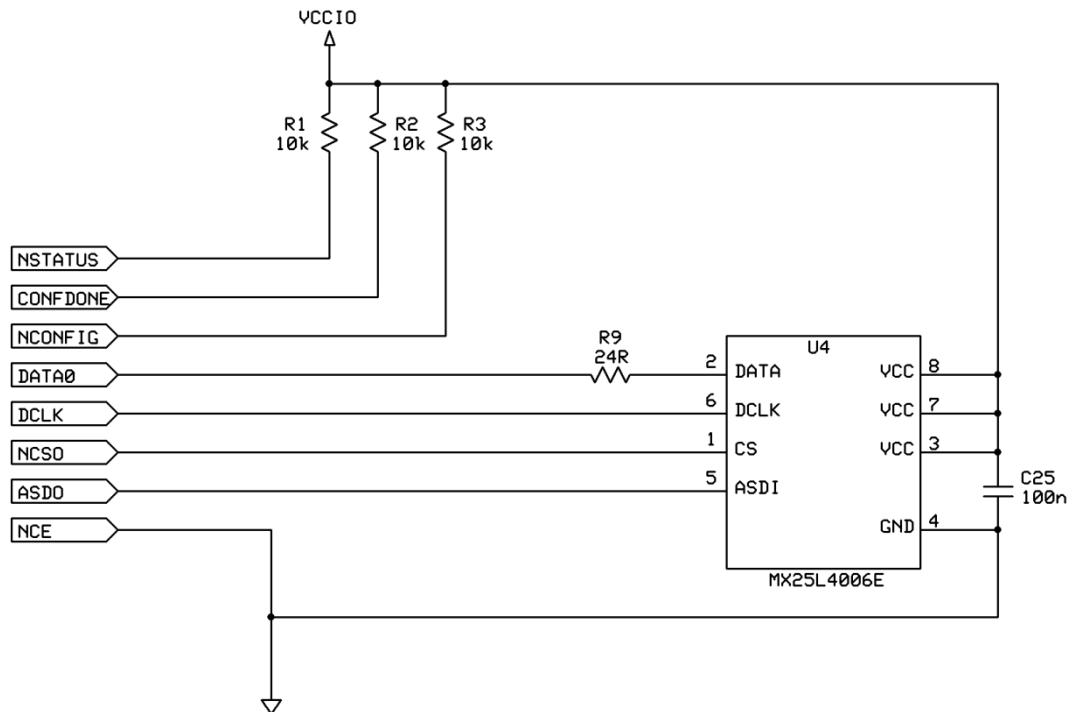 VCCIO
R1
10k
R2
10k
R3
10k
NSTATUS
CONFDONE
NCONFIG
DATA0
DCLK
NCSO
ASDO
NCE
R9
24R
U4
2
DATA
VCC
8
6
DCLK
VCC
7
1
CS
VCC
3
5
ASDI
GND
4
MX25L4006E
C25
100n